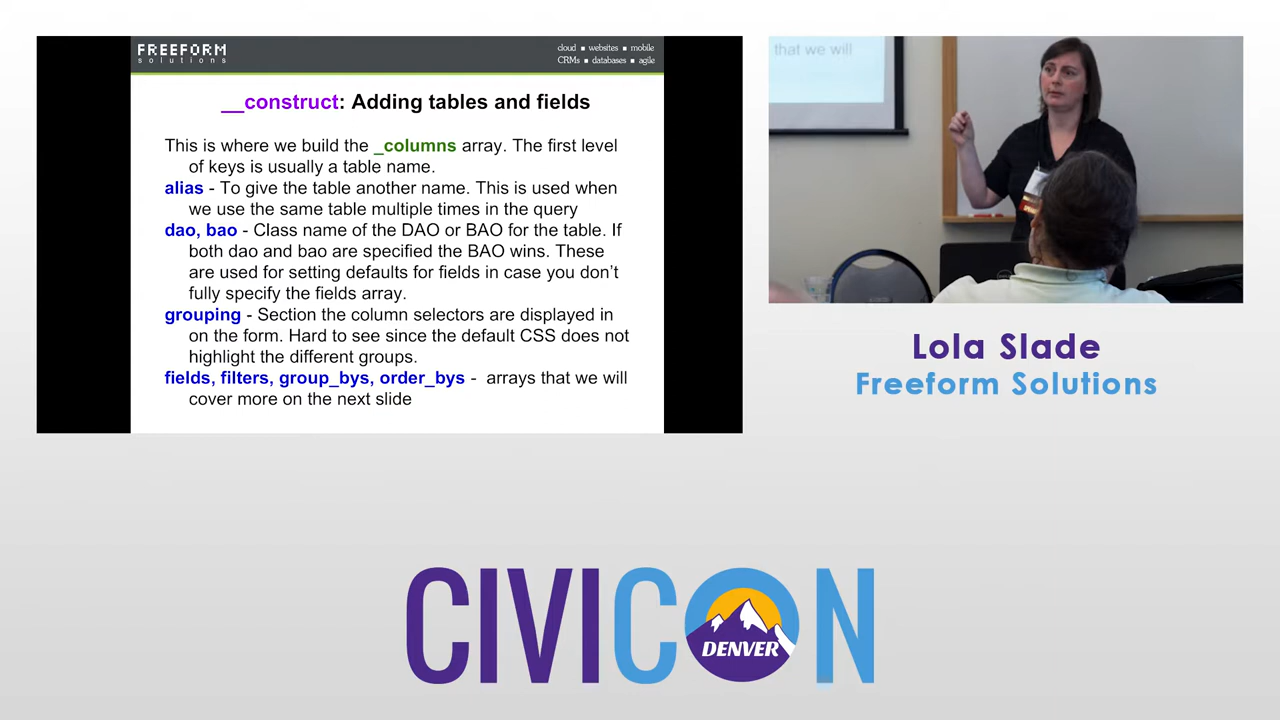 FREEFORM
solutions
cloud ■ websites ■ mobile
CRMs ■ databases ■ agile
__construct: Adding tables and fields
This is where we build the _columns array. The first level
of keys is usually a table name.
alias - To give the table another name. This is used when
we use the same table multiple times in the query
dao, bao - Class name of the DAO or BAO for the table. If
both dao and bao are specified the BAO wins. These
are used for setting defaults for fields in case you don't
fully specify the fields array.
grouping - Section the column selectors are displayed in
on the form. Hard to see since the default CSS does not
highlight the different groups.
fields, filters, group_bys, order_bys - arrays that we will
cover more on the next slide
that we will
Lola Slade
Freeform Solutions
CIVICON
DENVER